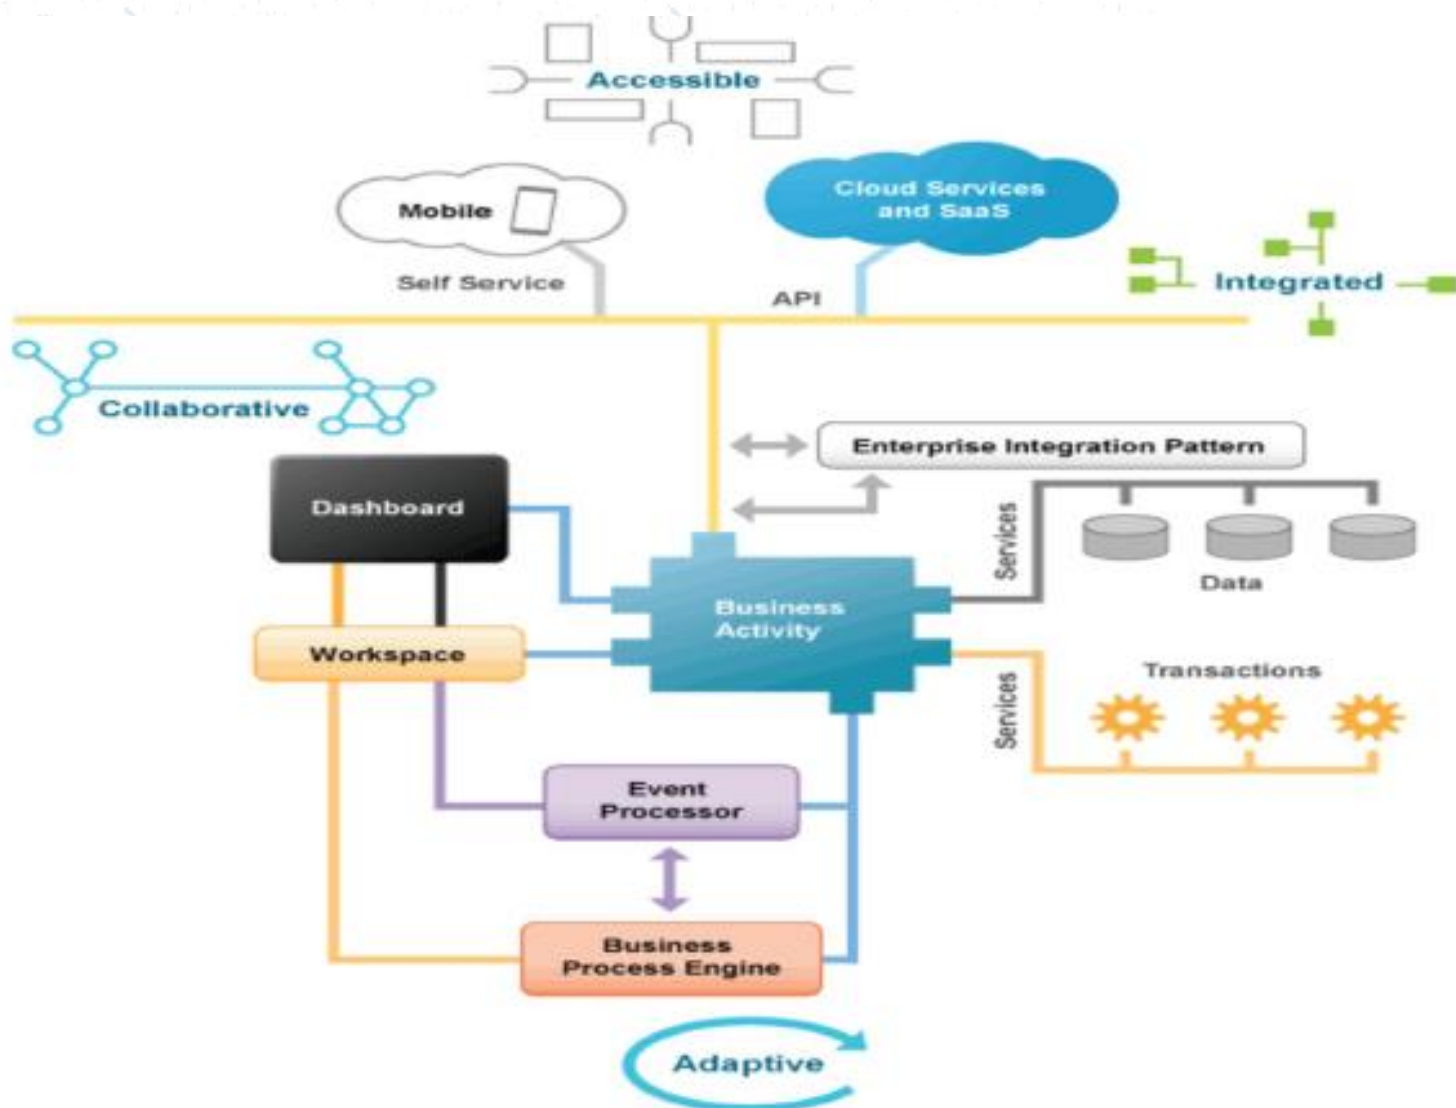 Accessible
Mobile
Cloud Services
and SaaS
Self Service
API
Integrated
Collaborative
Enterprise Integration Pattern
Dashboard
Services
Data
Business
Activity
Workspace
Services
Transactions
Event
Processor
Business
Process Engine
Adaptive